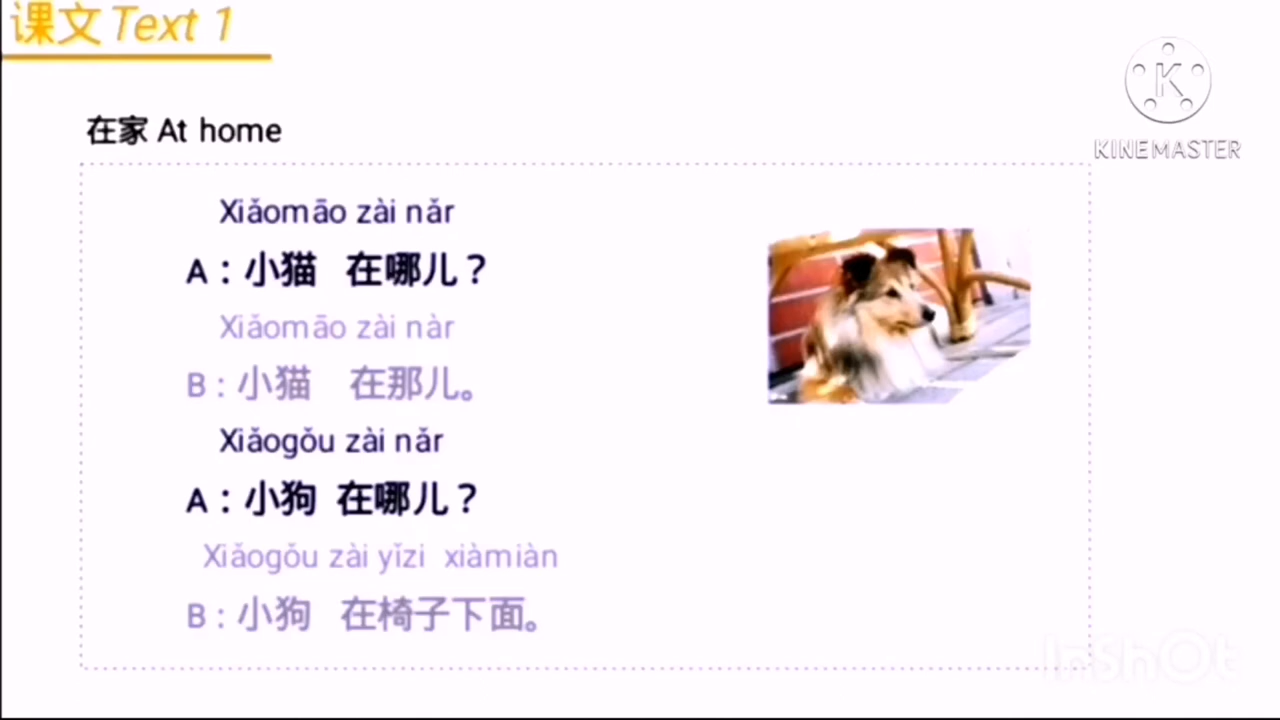 课文 Text 1
K
KINEMASTER
在家 At home
Xiǎomāo zài nǎr
A：小猫 在哪儿？
Xiǎomāo zài nàr
B：小猫 在那儿。
Xiǎogǒu zài nǎr
A：小狗 在哪儿？
Xiǎogǒu zài yǐzi xiàmiàn
B：小狗 在椅子下面。
InShOt